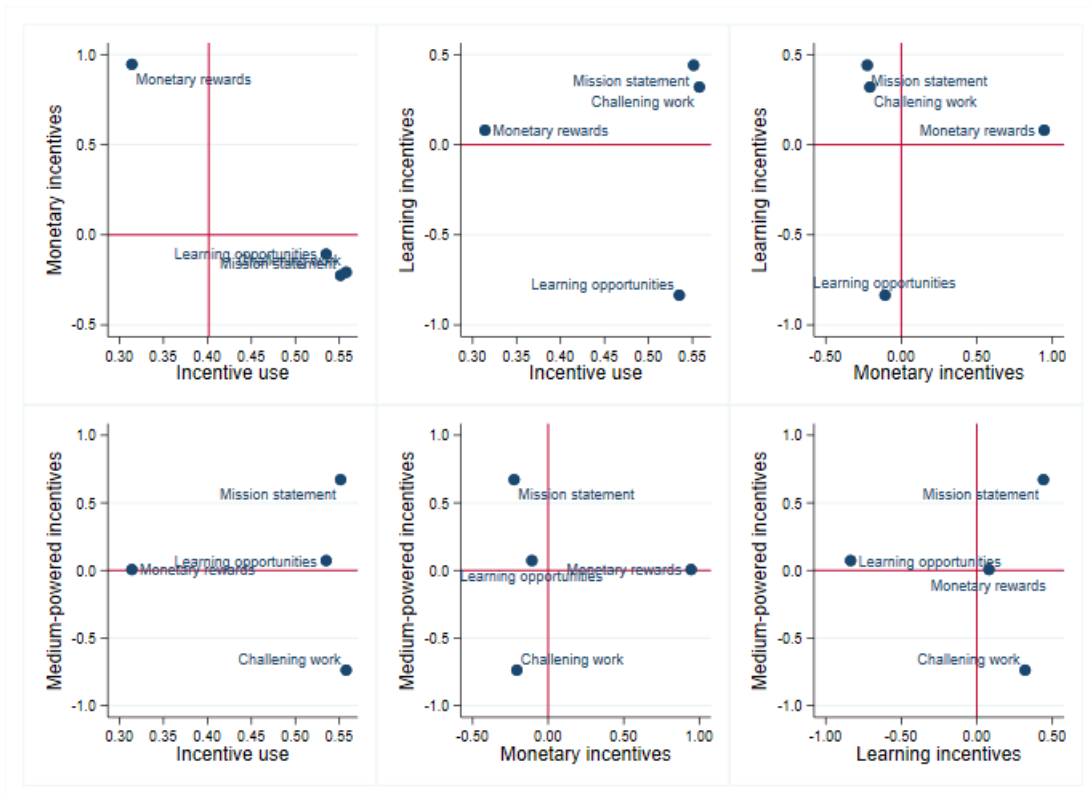 1.0
0.5
0.0
-0.5
Monetary incentives
Monetary rewards
Learning opportunities
Challening work
Mission statement
0.30 0.35 0.40 0.45 0.50 0.55
Incentive use
0.5
0.0
-0.5
-1.0
Learning incentives
Mission statement
Challening work
Monetary rewards
Learning opportunities
0.30 0.35 0.40 0.45 0.50 0.55
Incentive use
0.5
0.0
-0.5
-1.0
Learning incentives
Mission statement
Challening work
Monetary rewards
Learning opportunities
-0.50 0.00 0.50 1.00
Monetary incentives
1.0
0.5
0.0
-0.5
-1.0
Medium-powered incentives
Mission statement
Learning opportunities
Monetary rewards
Challening work
0.30 0.35 0.40 0.45 0.50 0.55
Incentive use
1.0
0.5
0.0
-0.5
-1.0
Medium-powered incentives
Mission statement
Monetary rewards
Learning opportunities
Challening work
-0.50 0.00 0.50 1.00
Monetary incentives
1.0
0.5
0.0
-0.5
-1.0
Medium-powered incentives
Mission statement
Learning opportunities
Monetary rewards
Challening work
-1.00 -0.50 0.00 0.50
Learning incentives